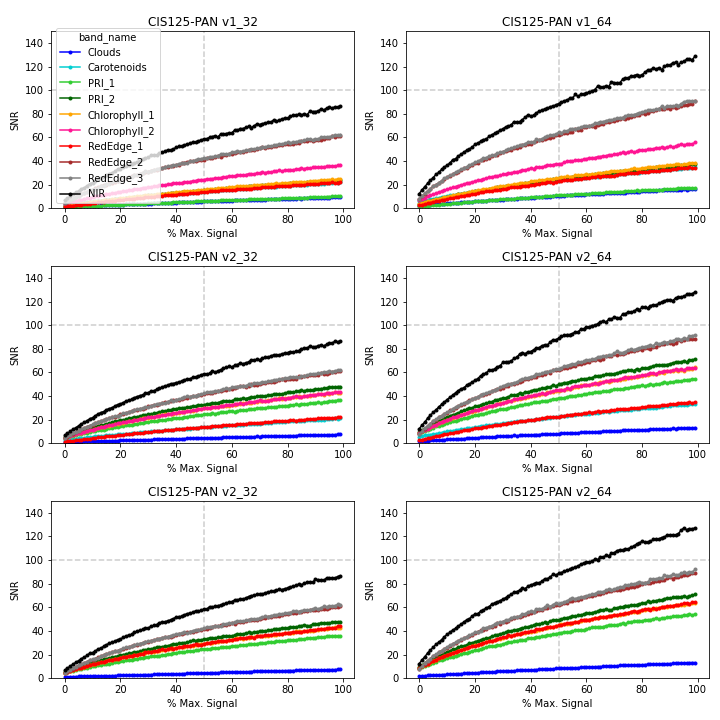 CIS125-PAN v1_32
CIS125-PAN v1_64
band_name
Clouds
Carotenoids
PRI_1
PRI_2
Chlorophyll_1
Chlorophyll_2
RedEdge_1
RedEdge_2
RedEdge_3
NIR
SNR
140
120
100
80
60
40
20
0
0 20 40 60 80 100
% Max. Signal
SNR
140
120
100
80
60
40
20
0
0 20 40 60 80 100
% Max. Signal
CIS125-PAN v2_32
SNR
140
120
100
80
60
40
20
0
0 20 40 60 80 100
% Max. Signal
CIS125-PAN v2_64
SNR
140
120
100
80
60
40
20
0
0 20 40 60 80 100
% Max. Signal
CIS125-PAN v2_32
SNR
140
120
100
80
60
40
20
0
0 20 40 60 80 100
% Max. Signal
CIS125-PAN v2_64
SNR
140
120
100
80
60
40
20
0
0 20 40 60 80 100
% Max. Signal